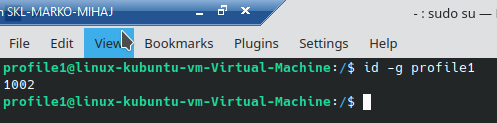 SKL-MARKO-MIHAJ
- : sudo su —
File Edit View Bookmarks Plugins Settings Help
profile1@linux-kubuntu-vm-Virtual-Machine:/$ id -g profile1
1002
profile1@linux-kubuntu-vm-Virtual-Machine:/$